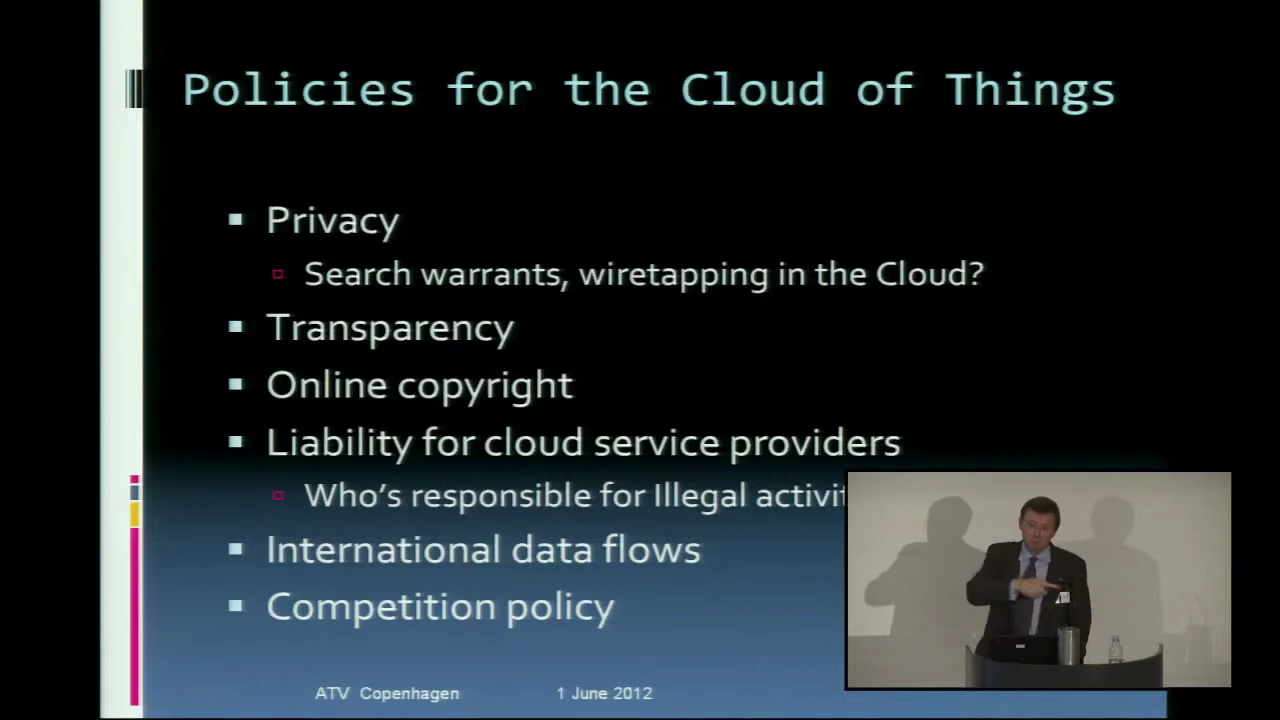 Policies for the Cloud of Things
Privacy
Search warrants, wiretapping in the Cloud?
Transparency
Online copyright
Liability for cloud service providers
Who's responsible for Illegal activit
International data flows
Competition policy
ATV Copenhagen 1 June 2012